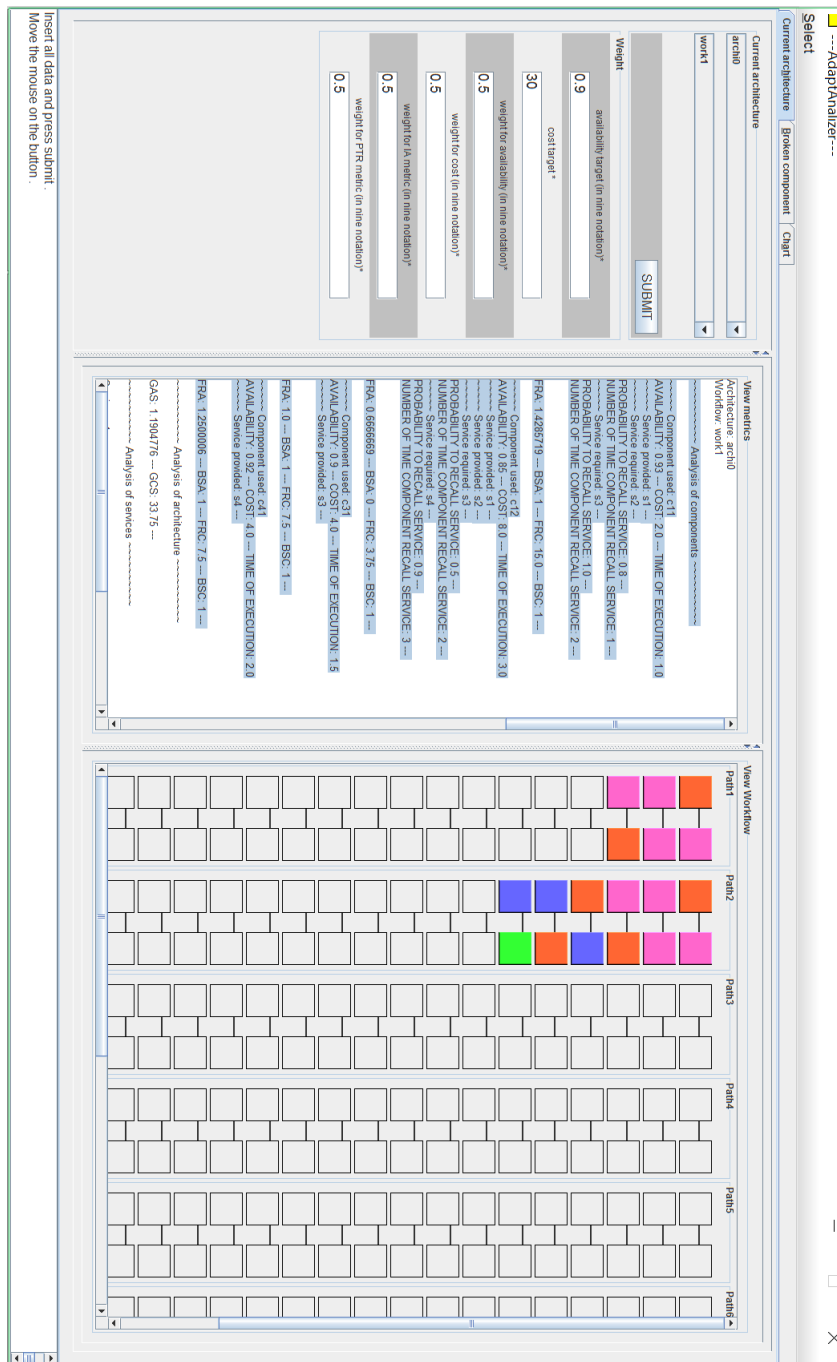 ---AdaptAnalizer---
Select
Current architecture
Broken component
Chart
Current architecture
archi0
work1
SUBMIT
Weight
availability target (in nine notation)*
0.9
cost target *
30
weight for availability (in nine notation)*
0.5
weight for cost (in nine notation)*
0.5
weight for IA metric (in nine notation)*
0.5
weight for PTR metric (in nine notation)*
0.5
View metrics
Architecture: archi0
Workflow: work1
~~~~~~~~~~ Analysis of components ~~~~~~~~~~
~~~~~ Component used: c11
AVAILABILITY: 0.93 --- COST: 2.0 --- TIME OF EXECUTION: 1.0
~~~~~ Service provided: s1 ---
~~~~~ Service required: s2 ---
PROBABILITY TO RECALL SERVICE: 0.8 ---
NUMBER OF TIME COMPONENT RECALL SERVICE: 1 ---
~~~~~ Service required: s3 ---
PROBABILITY TO RECALL SERVICE: 1.0 ---
NUMBER OF TIME COMPONENT RECALL SERVICE: 2 ---
FRA: 1.4285719 --- BSA: 1 --- FRC: 15.0 --- BSC: 1 ---
~~~~~ Component used: c12
AVAILABILITY: 0.85 --- COST: 8.0 --- TIME OF EXECUTION: 3.0
~~~~~ Service provided: s1 ---
~~~~~ Service provided: s2 ---
~~~~~ Service required: s3 ---
PROBABILITY TO RECALL SERVICE: 0.5 ---
NUMBER OF TIME COMPONENT RECALL SERVICE: 2 ---
~~~~~ Service required: s4 ---
PROBABILITY TO RECALL SERVICE: 0.9 ---
NUMBER OF TIME COMPONENT RECALL SERVICE: 3 ---
FRA: 0.6666669 --- BSA: 0 --- FRC: 3.75 --- BSC: 1 ---
~~~~~ Component used: c31
AVAILABILITY: 0.9 --- COST: 4.0 --- TIME OF EXECUTION: 1.5
~~~~~ Service provided: s3 ---
FRA: 1.0 --- BSA: 1 --- FRC: 7.5 --- BSC: 1 ---
~~~~~ Component used: c41
AVAILABILITY: 0.92 --- COST: 4.0 --- TIME OF EXECUTION: 2.0
~~~~~ Service provided: s4 ---
FRA: 1.2500006 --- BSA: 1 --- FRC: 7.5 --- BSC: 1 ---
~~~~~~~~~~ Analysis of architecture ~~~~~~~~~~
GAS: 1.1904776 --- GCS: 33.75 ---
~~~~~~~~~~ Analysis of services ~~~~~~~~~~
View Workflow
Path1
Path2
Path3
Path4
Path5
Path6
Insert all data and press submit .
Move the mouse on the button .